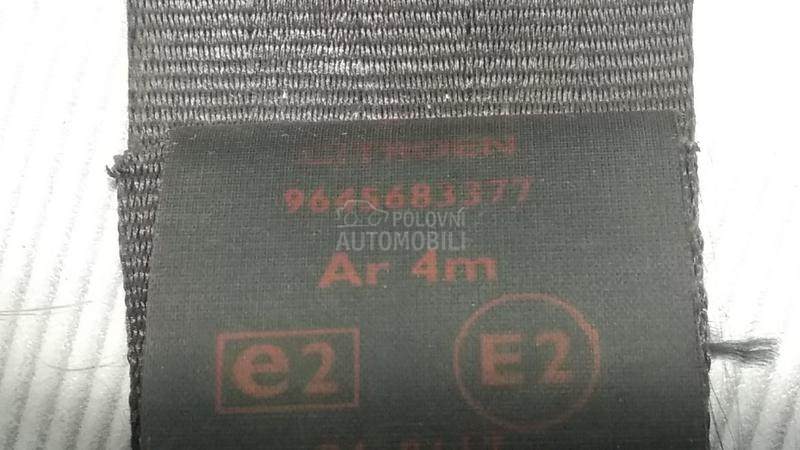 CITROEN
9645683377
POLOVNI
AUTOMOBILI
Ar 4m
e2
E2